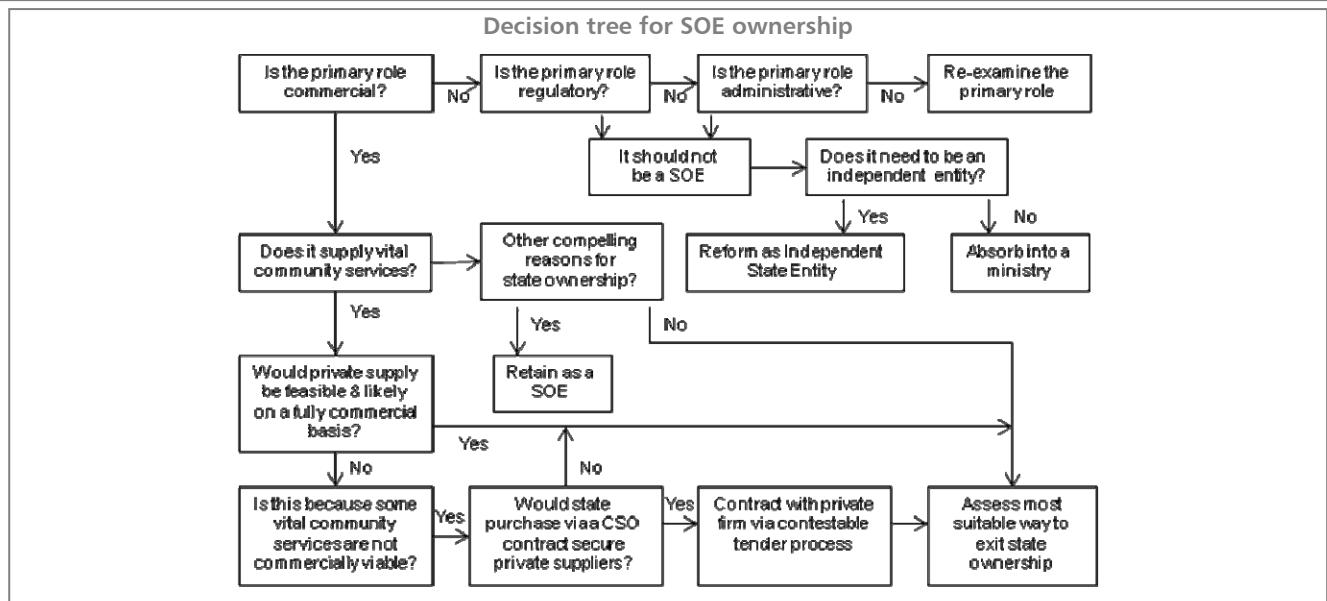 Decision tree for SOE ownership
Is the primary role
commercial?
No
Is the primary role
regulatory?
No
Is the primary role
administrative?
No
Re-examine the
primary role
Yes
It should not
be a SOE
Does it need to be an
independent entity?
Yes
No
Does it supply vital
community services?
Other compelling
reasons for
state ownership?
Reform as Independent
State Entity
Absorb into a
ministry
Yes
Yes
No
Would private supply
be feasible & likely
on a fully commercial
basis?
Retain as a
SOE
Yes
No
No
Is this because some
vital community
services are not
commercially viable?
Yes
Would state
purchase via a CSO
contract secure
private suppliers?
Yes
Contract with private
firm via contestable
tender process
Assess most
suitable way to
exit state
ownership